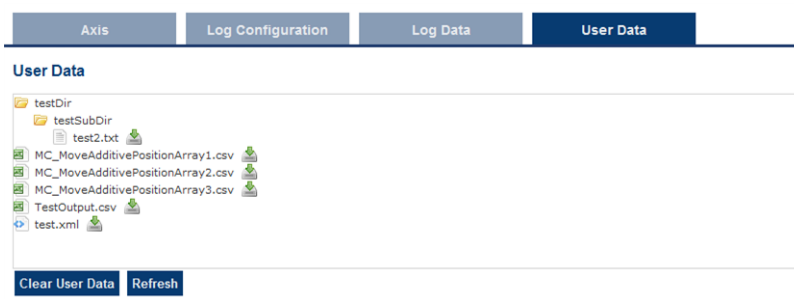 Axis Log Configuration Log Data User Data
User Data
testDir
testSubDir
test2.txt
MC_MoveAdditivePositionArray1.csv
MC_MoveAdditivePositionArray2.csv
MC_MoveAdditivePositionArray3.csv
TestOutput.csv
test.xml
Clear User Data Refresh